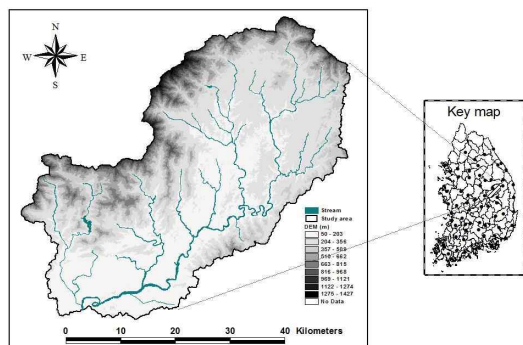 N
W E
S
Key map
Stream
Study area
DEM (m)
50 - 203
204 - 356
357 - 509
510 - 662
663 - 815
816 - 968
969 - 1121
1122 - 1274
1275 - 1427
No Data
0 10 20 30 40 Kilometers